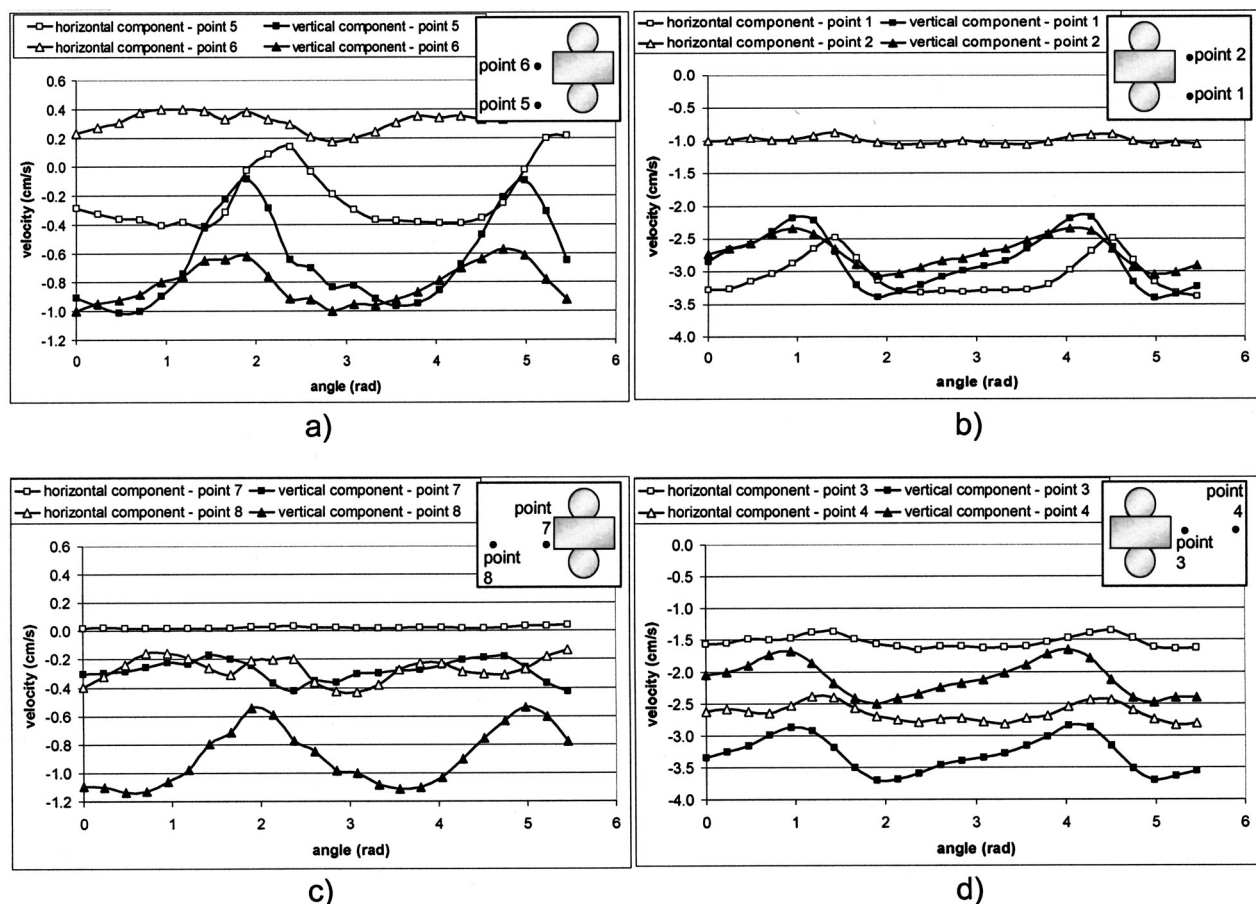 horizontal component - point 5 vertical component - point 5
horizontal component - point 6 vertical component - point 6
point 6
point 5
velocity (cm/s)
0.6
0.4
0.2
0.0
-0.2
-0.4
-0.6
-0.8
-1.0
-1.2
0 1 2 3 4 5 6
angle (rad)
a)
horizontal component - point 1 vertical component - point 1
horizontal component - point 2 vertical component - point 2
point 2
point 1
velocity (cm/s)
0.0
-0.5
-1.0
-1.5
-2.0
-2.5
-3.0
-3.5
-4.0
0 1 2 3 4 5 6
angle (rad)
b)
horizontal component - point 7 vertical component - point 7
horizontal component - point 8 vertical component - point 8
point
7
point
8
velocity (cm/s)
0.6
0.4
0.2
0.0
-0.2
-0.4
-0.6
-0.8
-1.0
-1.2
0 1 2 3 4 5 6
angle (rad)
c)
horizontal component - point 3 vertical component - point 3
horizontal component - point 4 vertical component - point 4
point
4
point
3
velocity (cm/s)
0.0
-0.5
-1.0
-1.5
-2.0
-2.5
-3.0
-3.5
-4.0
0 1 2 3 4 5 6
angle (rad)
d)